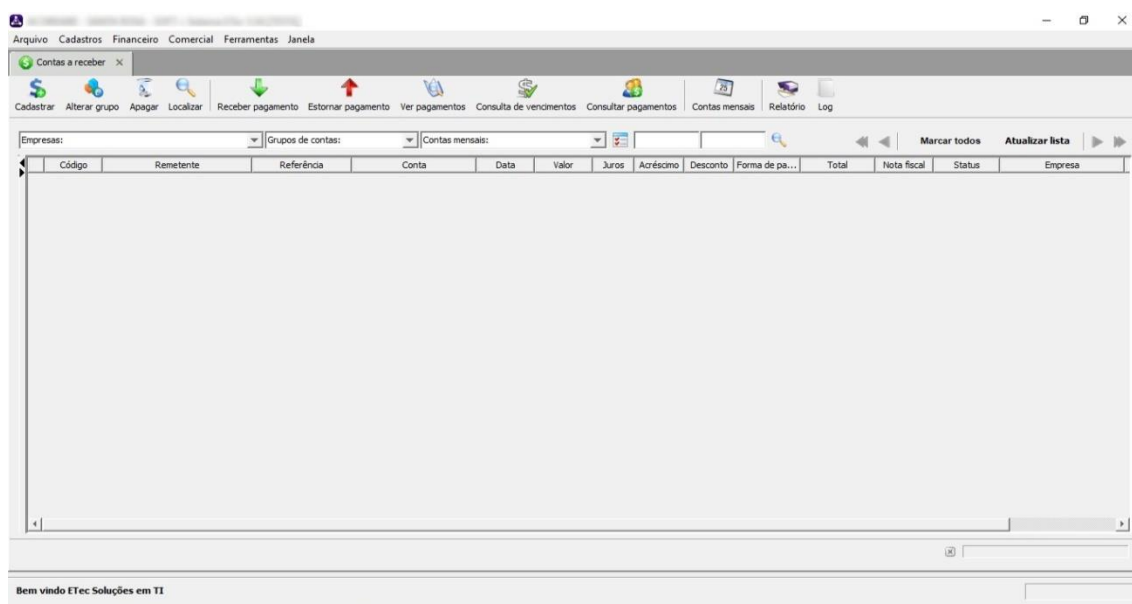 Arquivo Cadastros Financeiro Comercial Ferramentas Janela
Contas a receber
Cadastrar Alterar grupo Apagar Localizar Receber pagamento Estornar pagamento Ver pagamentos Consulta de vencimentos Consultar pagamentos Contas mensais Relatório Log
Empresas: Grupos de contas: Contas mensais: Marcar todos Atualizar lista
Código Remetente Referência Conta Data Valor Juros Acréscimo Desconto Forma de pa... Total Nota fiscal Status Empresa
Bem vindo ETec Soluções em TI